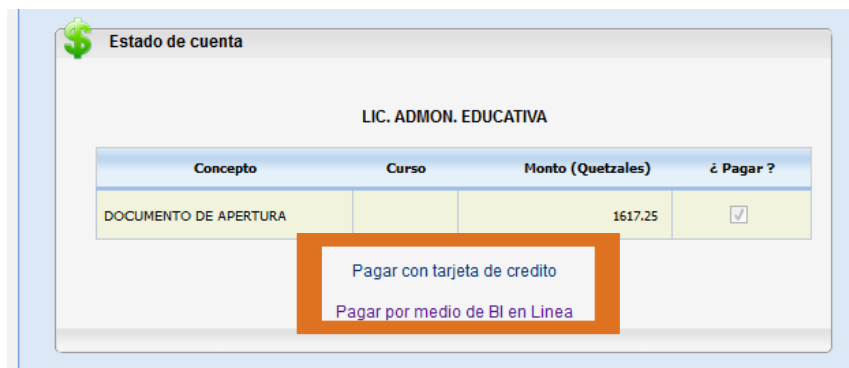 Estado de cuenta
LIC. ADMON. EDUCATIVA
Concepto Curso Monto (Quetzales) ¿ Pagar ?
DOCUMENTO DE APERTURA 1617.25
Pagar con tarjeta de credito
Pagar por medio de BI en Linea